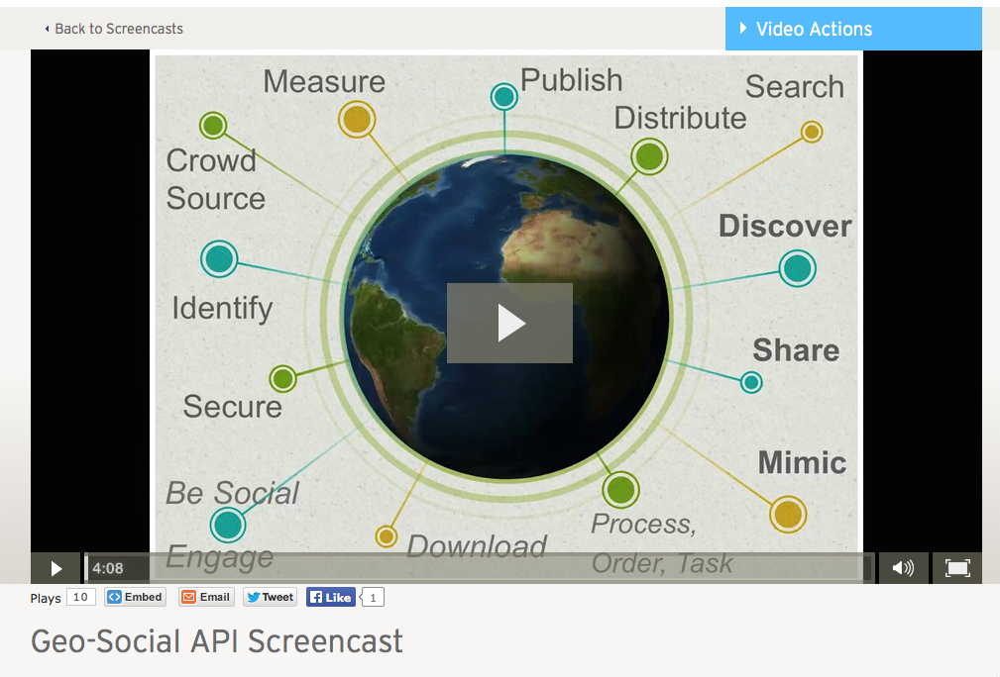 Back to Screencasts
Video Actions
Measure
Publish
Search
Distribute
Crowd
Source
Discover
Identify
Share
Secure
Mimic
Be Social
Engage
Download
Process,
Order, Task
4:08
Plays 10 Embed Email Tweet Like 1
Geo-Social API Screencast